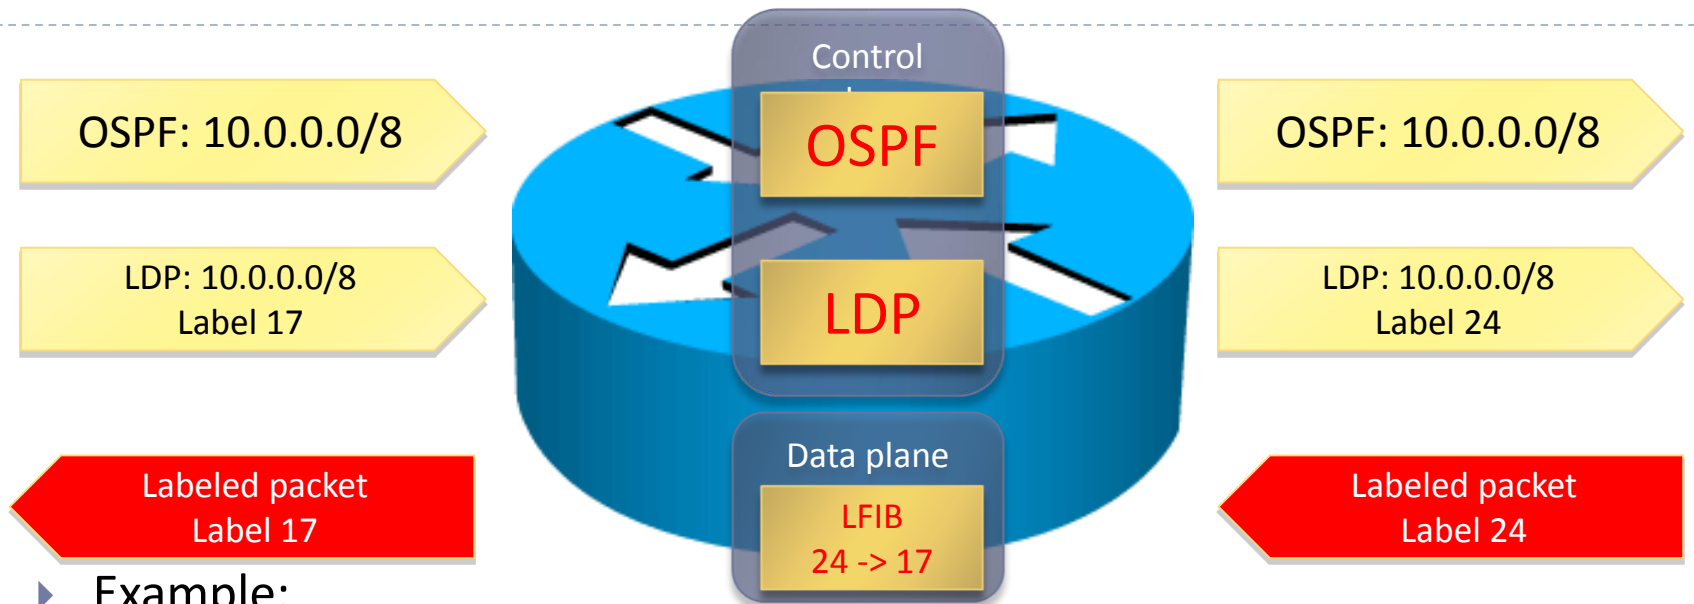 Control
OSPF: 10.0.0.0/8
OSPF
OSPF: 10.0.0.0/8
LDP: 10.0.0.0/8
Label 17
LDP
LDP: 10.0.0.0/8
Label 24
Labeled packet
Label 17
Data plane
LFIB
24 -> 17
Labeled packet
Label 24
Example: